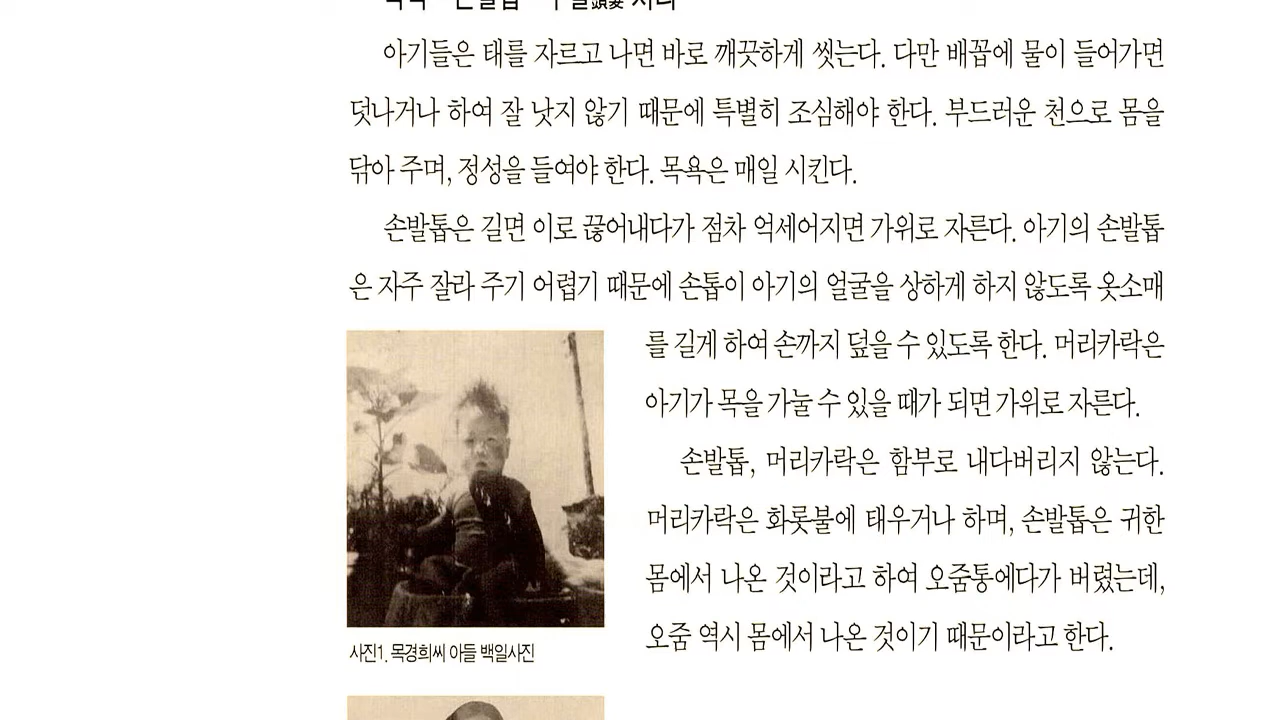 아기들은 태를 자르고 나면 바로 깨끗하게 씻는다. 다만 배꼽에 물이 들어가면
덧나거나 하여 잘 낫지 않기 때문에 특별히 조심해야 한다. 부드러운 천으로 몸을
닦아 주며, 정성을 들여야 한다. 목욕은 매일 시킨다.
손발톱은 길면 이로 끊어내다가 점차 억세어지면 가위로 자른다. 아기의 손발톱
은 자주 잘라 주기 어렵기 때문에 손톱이 아기의 얼굴을 상하게 하지 않도록 옷소매
를 길게 하여 손까지 덮을 수 있도록 한다. 머리카락은
아기가 목을 가눌 수 있을 때가 되면 가위로 자른다.
손발톱, 머리카락은 함부로 내다버리지 않는다.
머리카락은 화롯불에 태우거나 하며, 손발톱은 귀한
몸에서 나온 것이라고 하여 오줌통에다가 버렸는데,
오줌 역시 몸에서 나온 것이기 때문이라고 한다.
사진1. 목경희씨 아들 백일사진